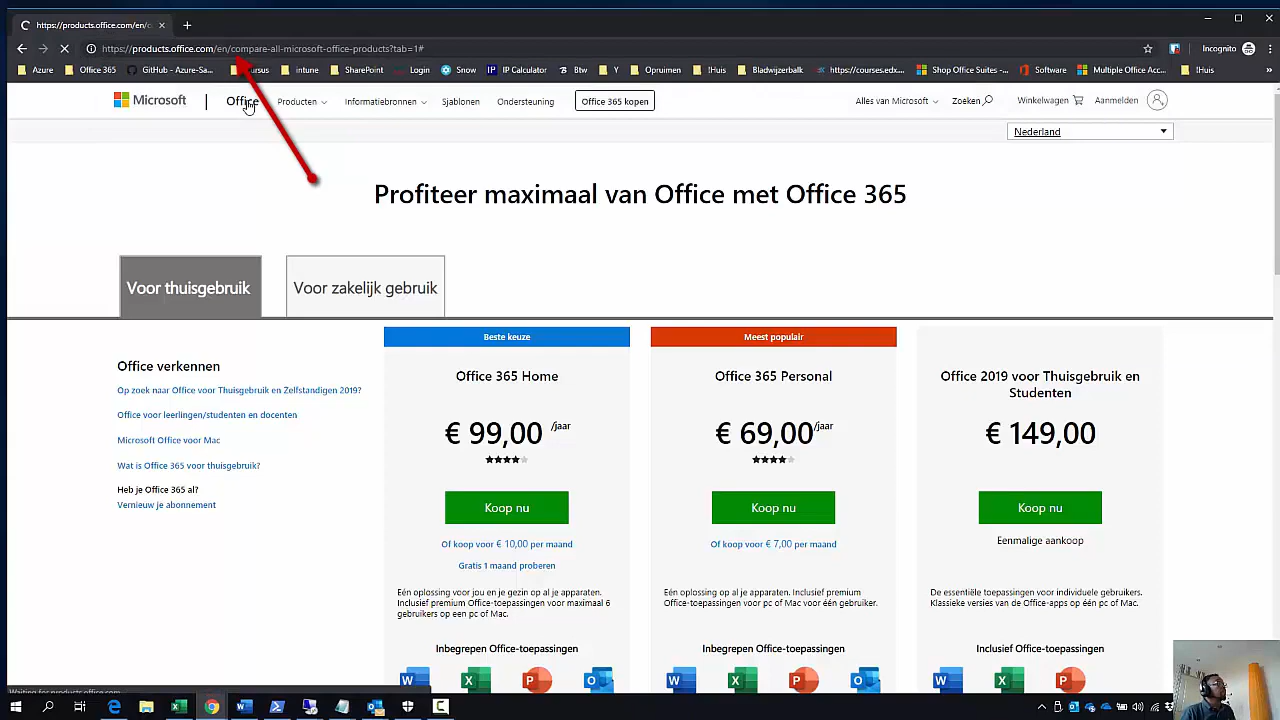 https://products.office.com/en/c
https://products.office.com/en/compare-all-microsoft-office-products?tab=1#
Incognito
Azure
Office 365
GitHub - Azure-Sa...
intune
SharePoint
Login
Snow
IP Calculator
Btw
Y
Opruimen
!Huis
Bladwijzerbalk
https://courses.edx...
Shop Office Suites -...
Software
Multiple Office Acc...
!Huis
Microsoft
Office
Producten
Informatiebronnen
Sjablonen
Ondersteuning
Office 365 kopen
Alles van Microsoft
Zoeken
Winkelwagen
Aanmelden
Nederland
Profiteer maximaal van Office met Office 365
Voor thuisgebruik
Voor zakelijk gebruik
Office verkennen
Op zoek naar Office voor Thuisgebruik en Zelfstandigen 2019?
Office voor leerlingen/studenten en docenten
Microsoft Office voor Mac
Wat is Office 365 voor thuisgebruik?
Heb je Office 365 al?
Vernieuw je abonnement
Beste keuze
Office 365 Home
€ 99,00 /jaar
Koop nu
Of koop voor € 10,00 per maand
Gratis 1 maand proberen
Eén oplossing voor jou en je gezin op al je apparaten.
Inclusief premium Office-toepassingen voor maximaal 6
gebruikers op een pc of Mac.
Inbegrepen Office-toepassingen
Meest populair
Office 365 Personal
€ 69,00 /jaar
Koop nu
Of koop voor € 7,00 per maand
Eén oplossing op al je apparaten. Inclusief premium
Office-toepassingen voor pc of Mac voor één gebruiker.
Inbegrepen Office-toepassingen
Office 2019 voor Thuisgebruik en
Studenten
€ 149,00
Koop nu
Eenmalige aankoop
De essentiële toepassingen voor individuele gebruikers.
Klassieke versies van de Office-apps op één pc of Mac.
Inclusief Office-toepassingen
Waiting for products.office.com